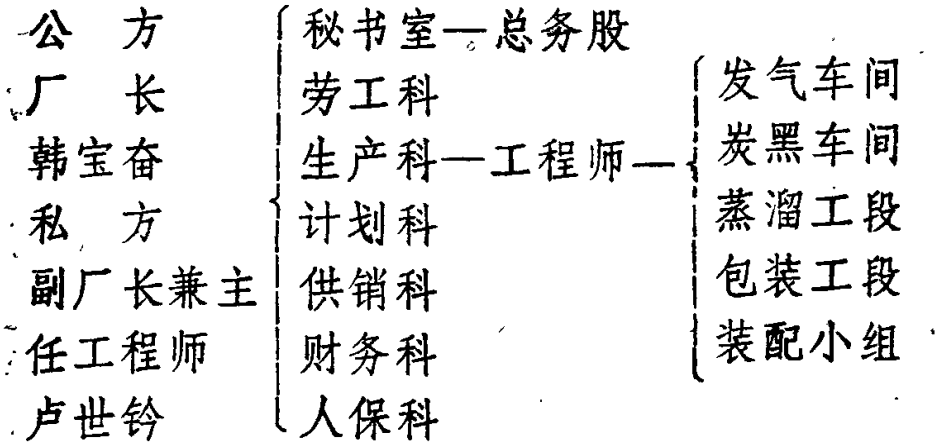 公方
厂长
韩宝奋
私方
副厂长兼主
任工程师
卢世钤
秘书室—总务股
劳工科
生产科—工程师—
计划科
供销科
财务科
人保科
发气车间
炭黑车间
蒸溜工段
包装工段
装配小组